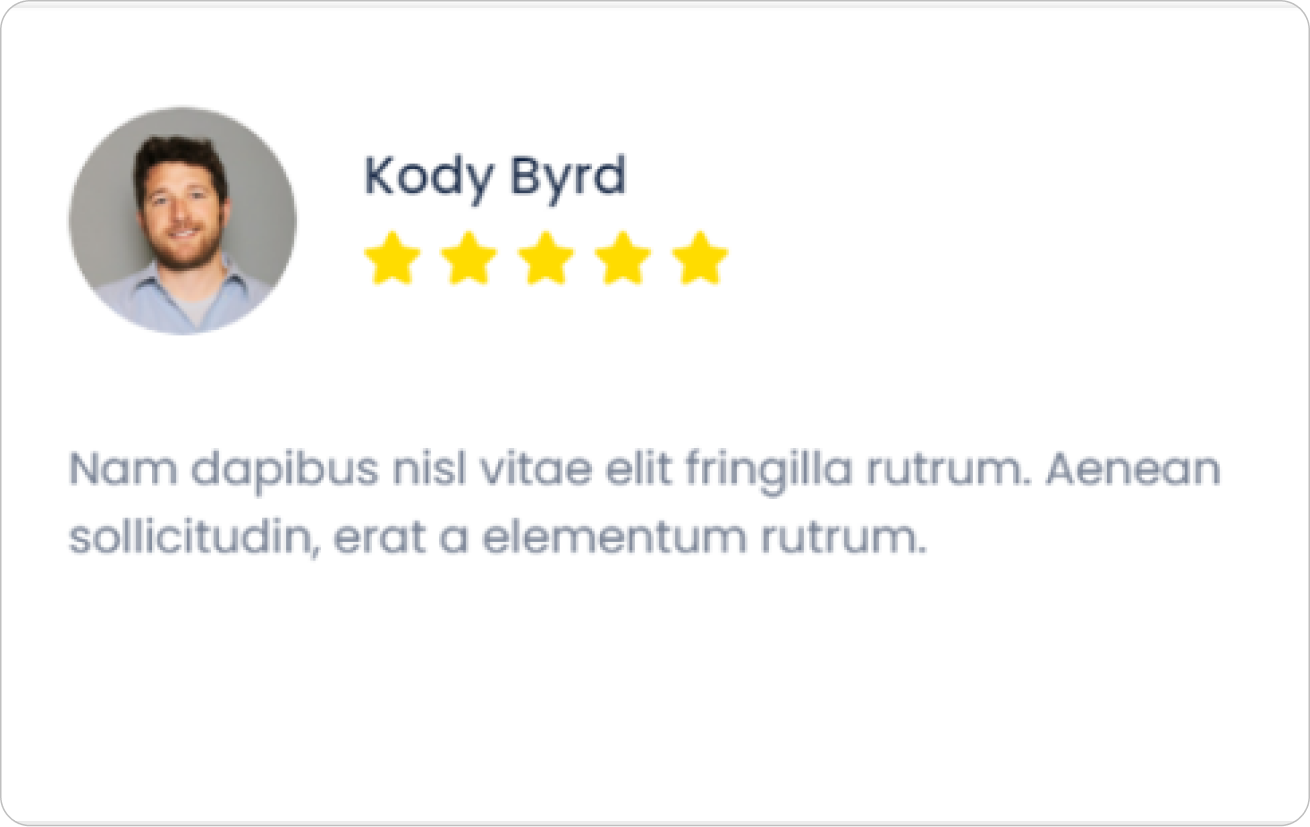 Kody Byrd
Nam dapibus nisl vitae elit fringilla rutrum. Aenean
sollicitudin, erat a elementum rutrum.